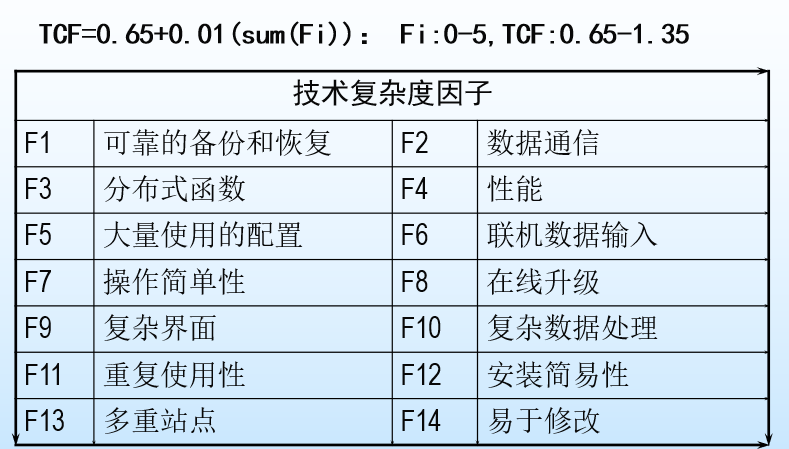 TCF=0.65+0.01(sum(Fi)): Fi:0-5,TCF:0.65-1.35
技术复杂度因子
F1 可靠的备份和恢复 F2 数据通信
F3 分布式函数 F4 性能
F5 大量使用的配置 F6 联机数据输入
F7 操作简单性 F8 在线升级
F9 复杂界面 F10 复杂数据处理
F11 重复使用性 F12 安装简易性
F13 多重站点 F14 易于修改